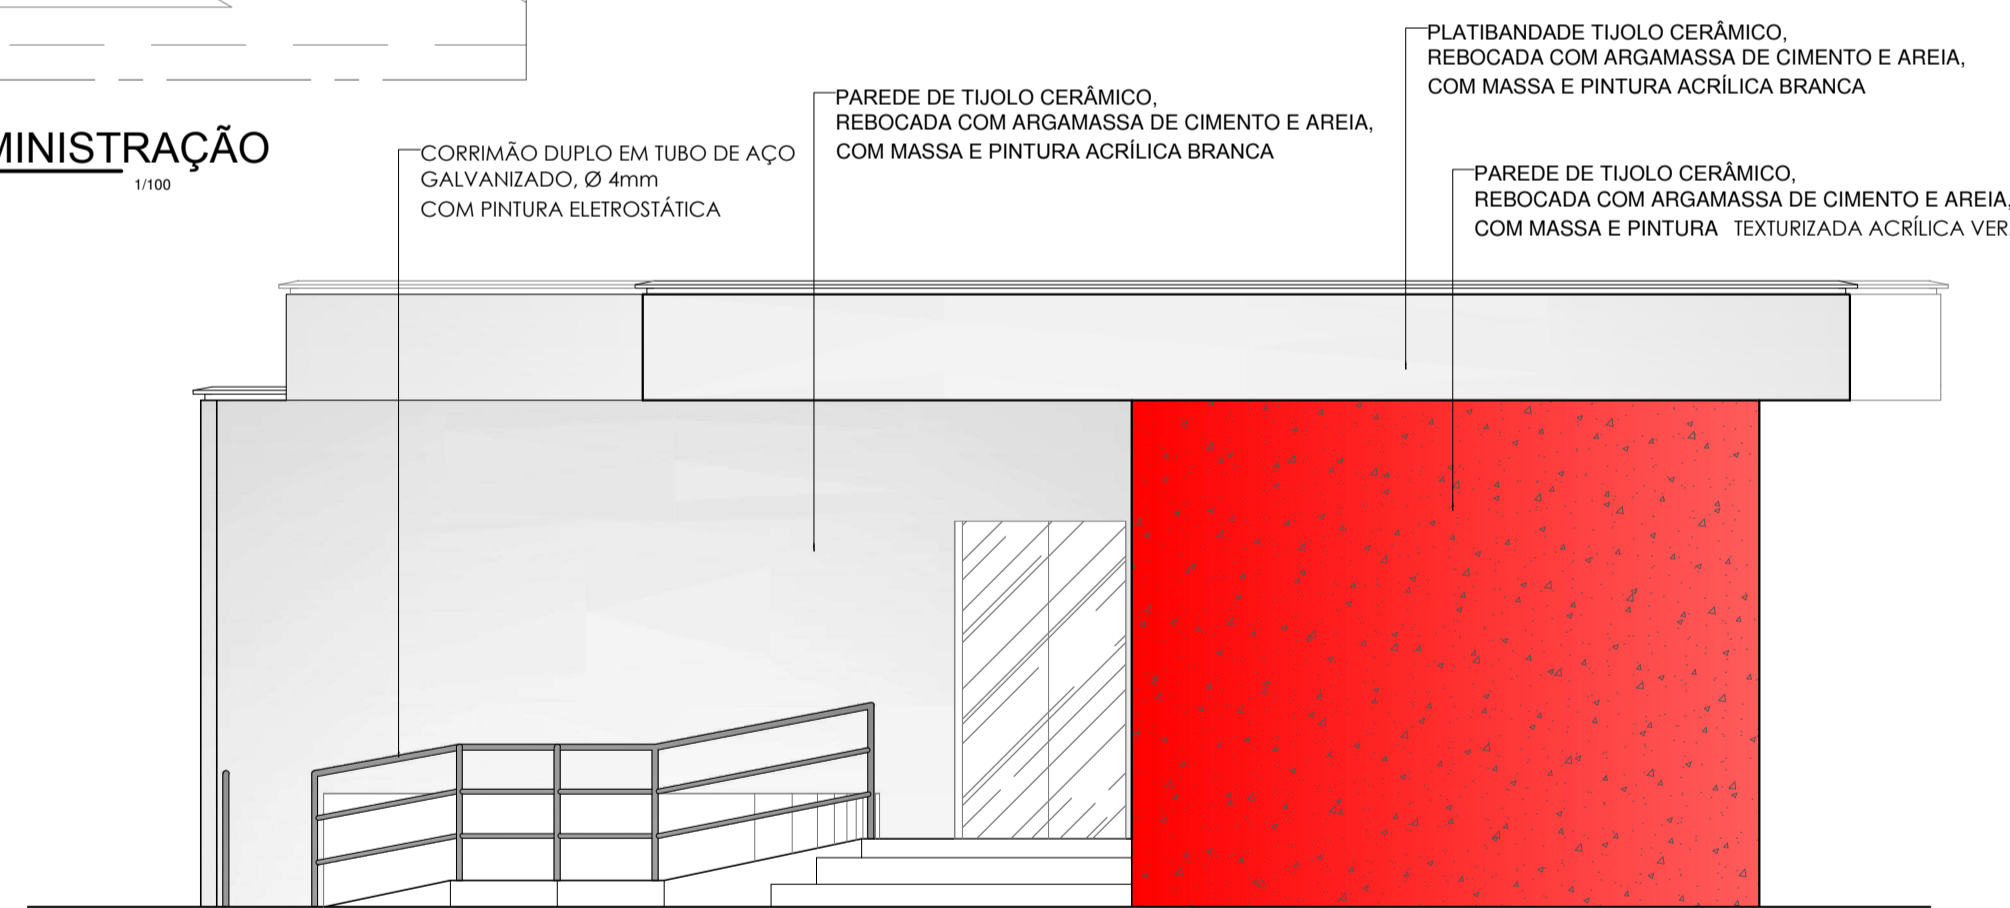 PLATIBANDADE TIJOLO CERÂMICO,
REBOCADA COM ARGAMASSA DE CIMENTO E AREIA,
COM MASSA E PINTURA ACRÍLICA BRANCA
PAREDE DE TIJOLO CERÂMICO,
REBOCADA COM ARGAMASSA DE CIMENTO E AREIA,
COM MASSA E PINTURA ACRÍLICA BRANCA
MINISTRAÇÃO
1/100
CORRIMÃO DUPLO EM TUBO DE AÇO
GALVANIZADO, Ø 4mm
COM PINTURA ELETROSTÁTICA
PAREDE DE TIJOLO CERÂMICO,
REBOCADA COM ARGAMASSA DE CIMENTO E AREIA,
COM MASSA E PINTURA TEXTURIZADA ACRÍLICA VER